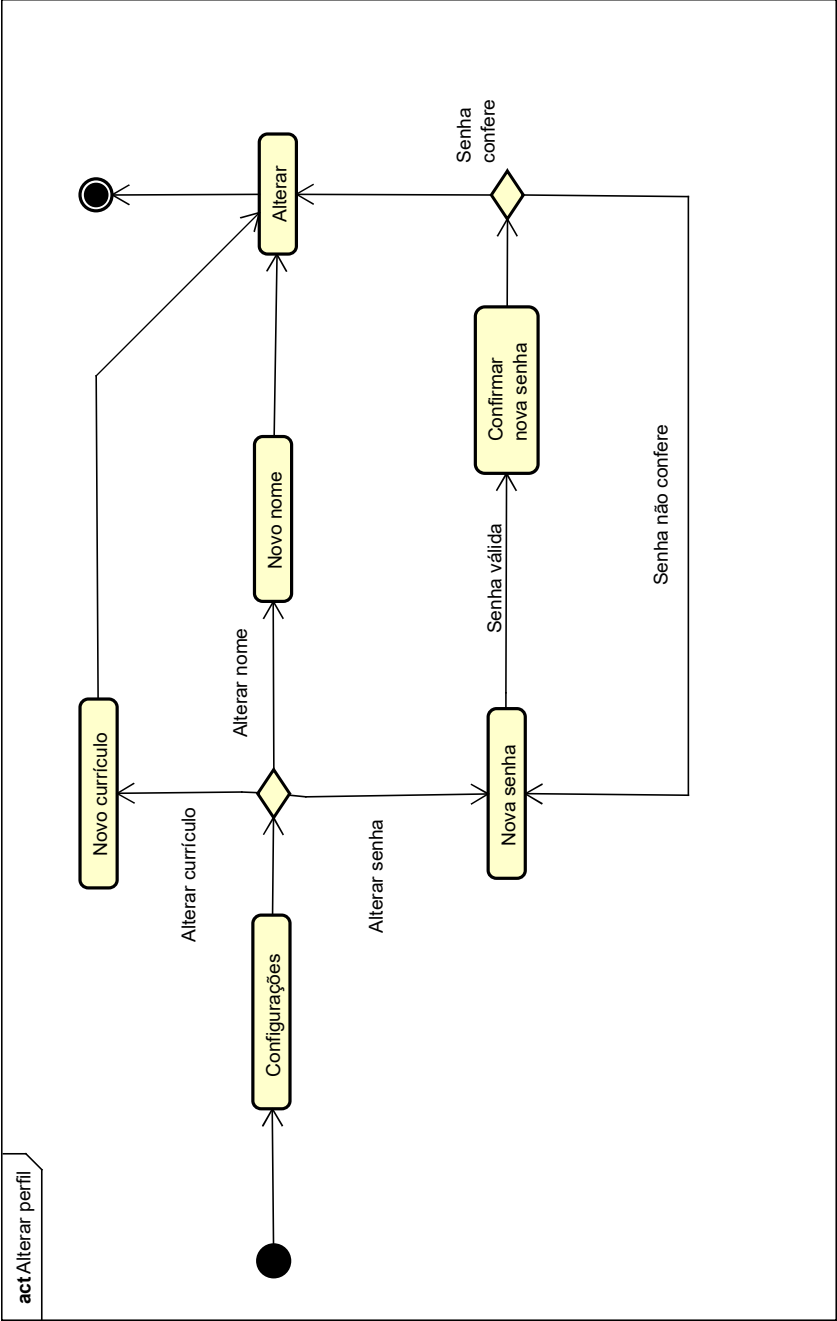 act Alterar perfil
Configurações
Alterar currículo
Novo currículo
Alterar nome
Novo nome
Alterar senha
Nova senha
Senha válida
Confirmar
nova senha
Senha
confere
Senha não confere
Alterar